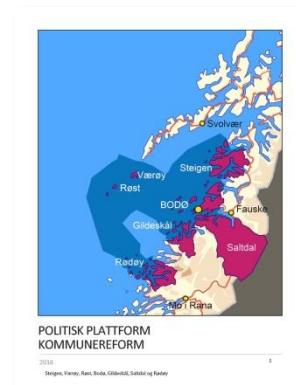 Svolvær
Steigen
Værøy
Røst
BODØ
Fauske
Gildeskål
Saltdal
Rødøy
Mo i Rana
POLITISK PLATTFORM
KOMMUNEREFORM
2016
Steigen, Værøy, Røst, Bodø, Gildeskål, Saltdal og Rødøy